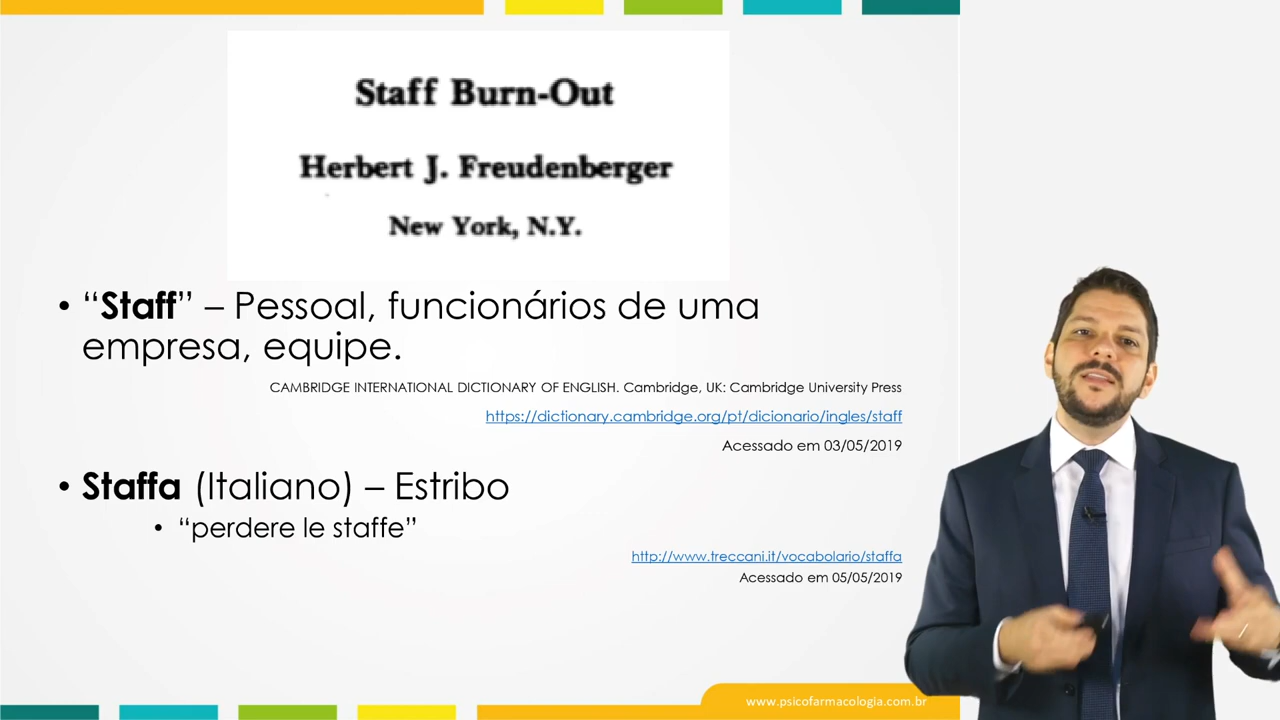 Staff Burn-Out
Herbert J. Freudenberger
New York, N.Y.
• “Staff” – Pessoal, funcionários de uma
empresa, equipe.
CAMBRIDGE INTERNATIONAL DICTIONARY OF ENGLISH. Cambridge, UK: Cambridge University Press
https://dictionary.cambridge.org/pt/dicionario/ingles/staff
Acessado em 03/05/2019
• Staffa (Italiano) – Estribo
• “perdere le staffe”
http://www.treccani.it/vocabolario/staffa
Acessado em 05/05/2019
www.psicofarmacologia.com.br